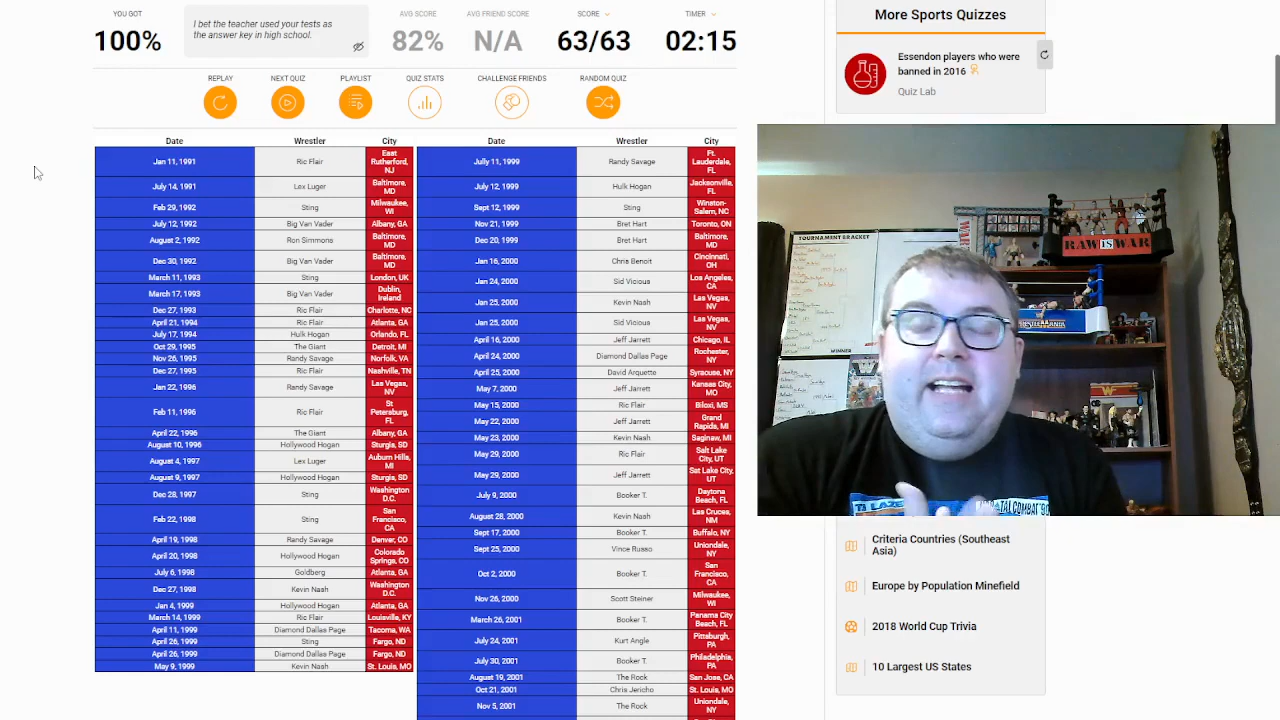 YOU GOT
100%
I bet the teacher used your tests as
the answer key in high school.
AVG SCORE
82%
AVG FRIEND SCORE
N/A
SCORE
63/63
TIMER
02:15
REPLAY
NEXT QUIZ
PLAYLIST
QUIZ STATS
CHALLENGE FRIENDS
RANDOM QUIZ
Date Wrestler City
Jan 11, 1991 Ric Flair East Rutherford, NJ
July 14, 1991 Lex Luger Baltimore, MD
Feb 29, 1992 Sting Milwaukee, WI
July 12, 1992 Big Van Vader Albany, GA
August 2, 1992 Ron Simmons Baltimore, MD
Dec 30, 1992 Big Van Vader Baltimore, MD
March 11, 1993 Sting London, UK
March 17, 1993 Big Van Vader Dublin, Ireland
Dec 27, 1993 Ric Flair Charlotte, NC
April 21, 1994 Ric Flair Atlanta, GA
July 17, 1994 Hulk Hogan Orlando, FL
Oct 29, 1995 The Giant Detroit, MI
Nov 26, 1995 Randy Savage Norfolk, VA
Dec 27, 1995 Ric Flair Nashville, TN
Jan 22, 1996 Randy Savage Las Vegas, NV
Feb 11, 1996 Ric Flair St Petersburg, FL
April 22, 1996 The Giant Albany, GA
August 10, 1996 Hollywood Hogan Sturgis, SD
August 4, 1997 Lex Luger Auburn Hills, MI
August 9, 1997 Hollywood Hogan Sturgis, SD
Dec 28, 1997 Sting Washington D.C.
Feb 22, 1998 Sting San Francisco, CA
April 19, 1998 Randy Savage Denver, CO
April 20, 1998 Hollywood Hogan Colorado Springs, CO
July 6, 1998 Goldberg Atlanta, GA
Dec 27, 1998 Kevin Nash Washington D.C.
Jan 4, 1999 Hollywood Hogan Atlanta, GA
March 14, 1999 Ric Flair Louisville, KY
April 11, 1999 Diamond Dallas Page Tacoma, WA
April 26, 1999 Sting Fargo, ND
April 26, 1999 Diamond Dallas Page Fargo, ND
May 9, 1999 Kevin Nash St. Louis, MO
Date Wrestler City
Jully 11, 1999 Randy Savage Ft. Lauderdale, FL
July 12, 1999 Hulk Hogan Jacksonville, FL
Sept 12, 1999 Sting Winston-Salem, NC
Nov 21, 1999 Bret Hart Toronto, ON
Dec 20, 1999 Bret Hart Baltimore, MD
Jan 16, 2000 Chris Benoit Cincinnati, OH
Jan 24, 2000 Sid Vicious Los Angeles, CA
Jan 25, 2000 Kevin Nash Las Vegas, NV
Jan 25, 2000 Sid Vicious Las Vegas, NV
April 16, 2000 Jeff Jarrett Chicago, IL
April 24, 2000 Diamond Dallas Page Rochester, NY
April 25, 2000 David Arquette Syracuse, NY
May 7, 2000 Jeff Jarrett Kansas City, MO
May 15, 2000 Ric Flair Biloxi, MS
May 22, 2000 Jeff Jarrett Grand Rapids, MI
May 23, 2000 Kevin Nash Saginaw, MI
May 29, 2000 Ric Flair Salt Lake City, UT
May 29, 2000 Jeff Jarrett Sat Lake City, UT
July 9, 2000 Booker T. Daytona Beach, FL
August 28, 2000 Kevin Nash Las Cruces, NM
Sept 17, 2000 Booker T. Buffalo, NY
Sept 25, 2000 Vince Russo Uniondale, NY
Oct 2, 2000 Booker T. San Francisco, CA
Nov 26, 2000 Scott Steiner Milwaukee, WI
March 26, 2001 Booker T. Panama City Beach, FL
July 24, 2001 Kurt Angle Pittsburgh, PA
July 30, 2001 Booker T. Philadelphia, PA
August 19, 2001 The Rock San Jose, CA
Oct 21, 2001 Chris Jericho St. Louis, MO
Nov 5, 2001 The Rock Uniondale, NY
More Sports Quizzes
Essendon players who were
banned in 2016
Quiz Lab
TOURNAMENT BRACKET
WINNER
RAW IS WAR
Criteria Countries (Southeast
Asia)
Europe by Population Minefield
2018 World Cup Trivia
10 Largest US States